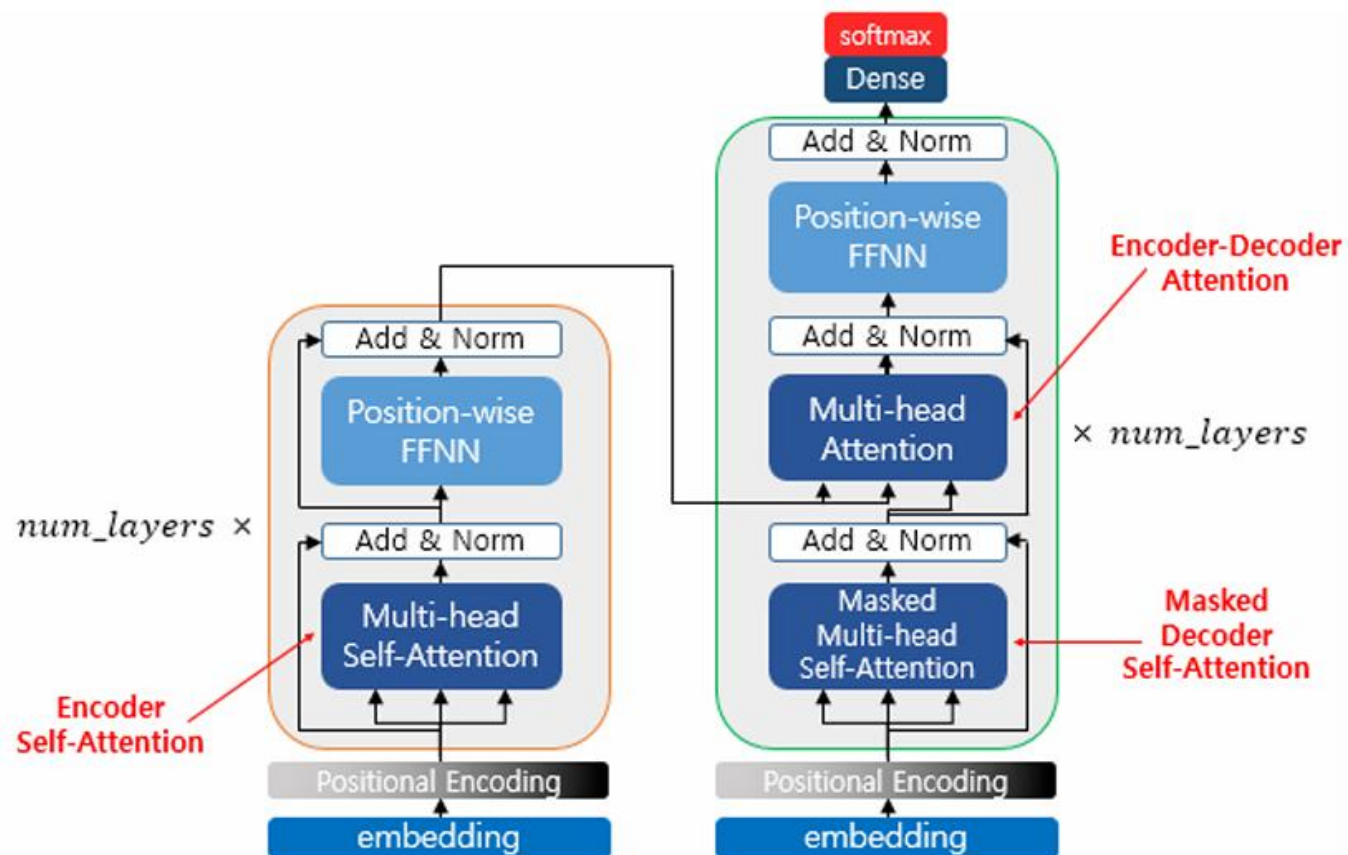 softmax
Dense
Add & Norm
Position-wise
FFNN
Encoder-Decoder
Attention
Add & Norm
Add & Norm
Position-wise
FFNN
Multi-head
Attention
× num_layers
num_layers ×
Add & Norm
Add & Norm
Multi-head
Self-Attention
Masked
Multi-head
Self-Attention
Masked
Decoder
Self-Attention
Encoder
Self-Attention
Positional Encoding
Positional Encoding
embedding
embedding